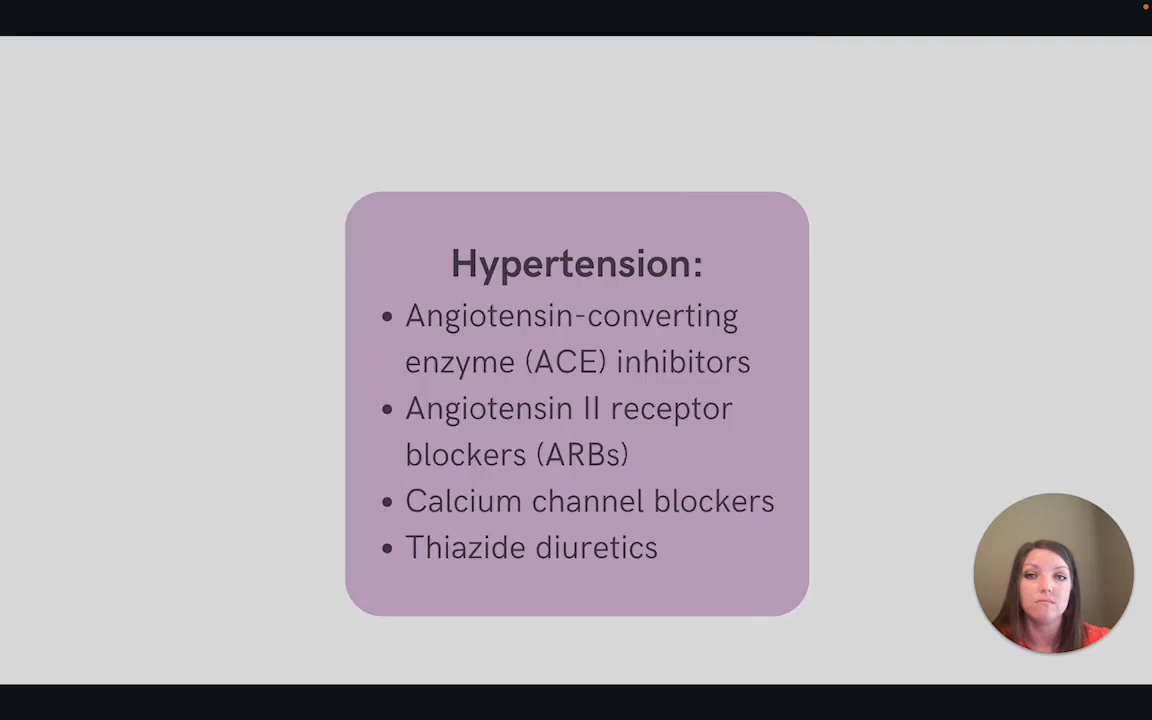 Hypertension:
• Angiotensin-converting
enzyme (ACE) inhibitors
• Angiotensin II receptor
blockers (ARBs)
• Calcium channel blockers
• Thiazide diuretics